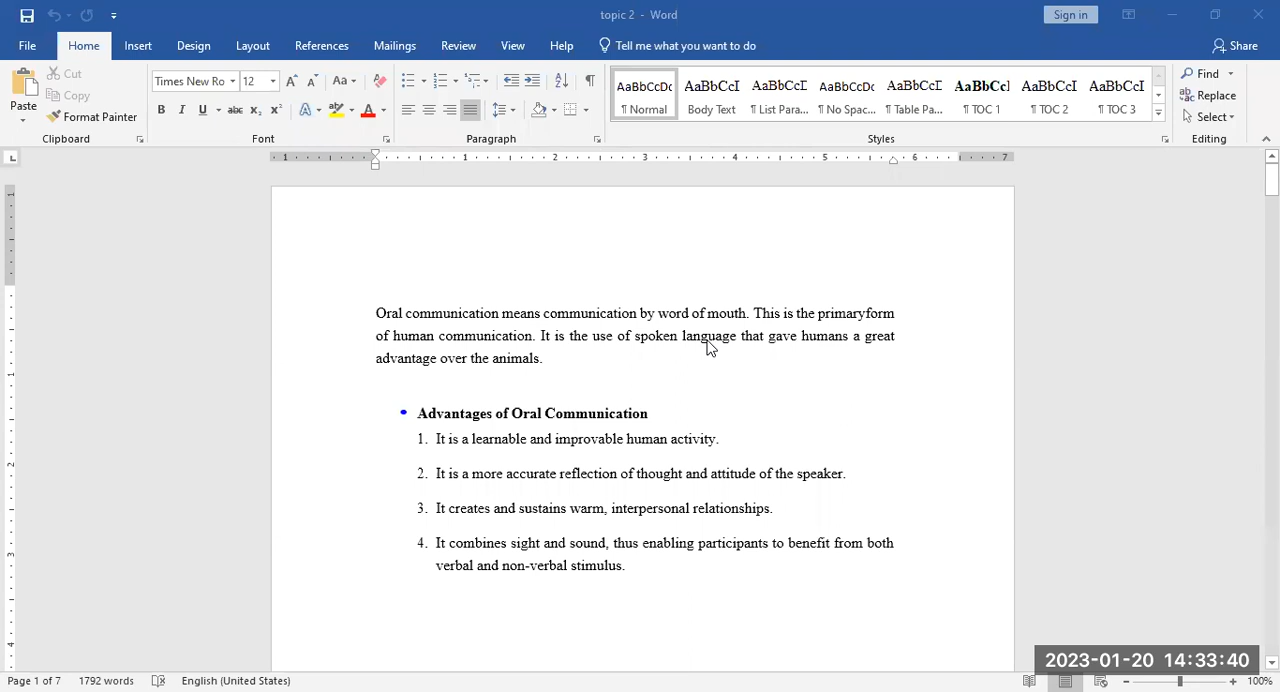 topic 2 - Word
Sign in
File Home Insert Design Layout References Mailings Review View Help Tell me what you want to do Share
Paste
Cut
Copy
Format Painter
Clipboard
Times New Ro 12
Font
Paragraph
AaBbCcDc AaBbCcI AaBbCcI AaBbCcDc AaBbCcI AaBbCcI AaBbCcI AaBbCcI
¶ Normal Body Text ¶ List Para... ¶ No Spac... ¶ Table Pa... ¶ TOC 1 ¶ TOC 2 ¶ TOC 3
Styles
Find
Replace
Select
Editing
1 1 2 3 4 5 6 7
Oral communication means communication by word of mouth. This is the primaryform
of human communication. It is the use of spoken language that gave humans a great
advantage over the animals.
• Advantages of Oral Communication
1. It is a learnable and improvable human activity.
2. It is a more accurate reflection of thought and attitude of the speaker.
3. It creates and sustains warm, interpersonal relationships.
4. It combines sight and sound, thus enabling participants to benefit from both
verbal and non-verbal stimulus.
2023-01-20 14:33:40
Page 1 of 7 1792 words English (United States) 100%